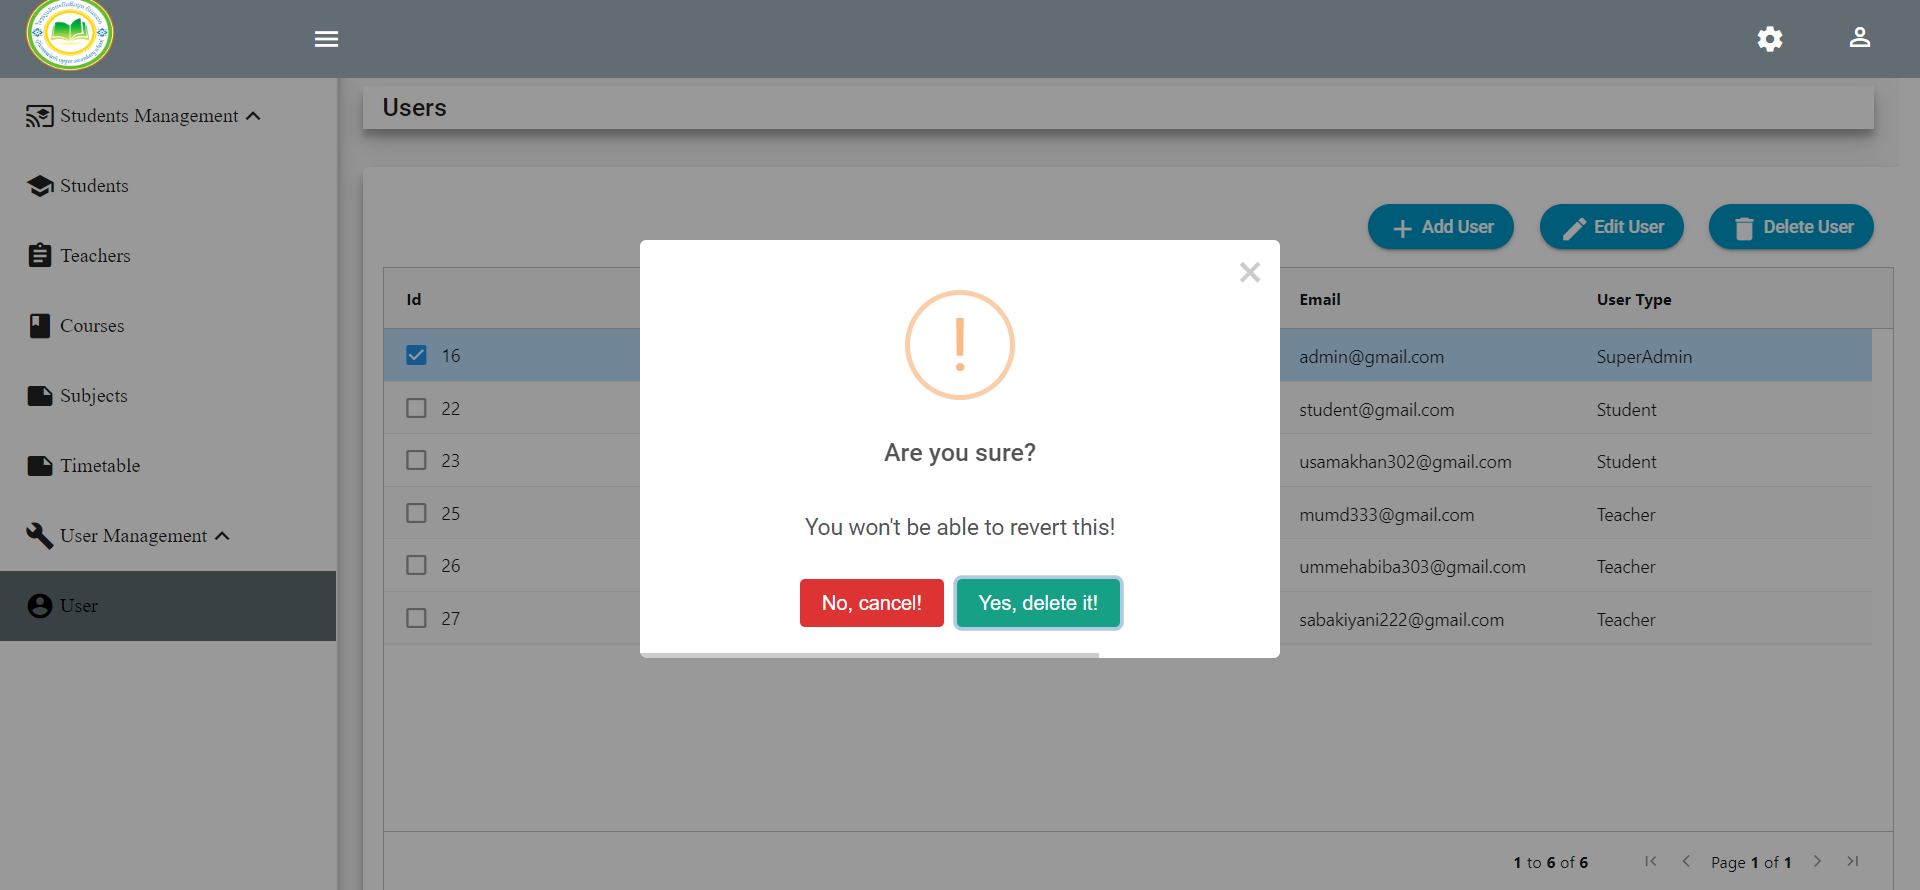 Students Management
Users
Students
Add User
Edit User
Delete User
Teachers
Id
Email
User Type
Courses
16
admin@gmail.com
SuperAdmin
Subjects
22
student@gmail.com
Student
Timetable
23
usamakhan302@gmail.com
Student
User Management
25
mumd333@gmail.com
Teacher
User
26
ummehabiba303@gmail.com
Teacher
27
sabakiyani222@gmail.com
Teacher
Are you sure?
You won't be able to revert this!
No, cancel!
Yes, delete it!
1 to 6 of 6
Page 1 of 1